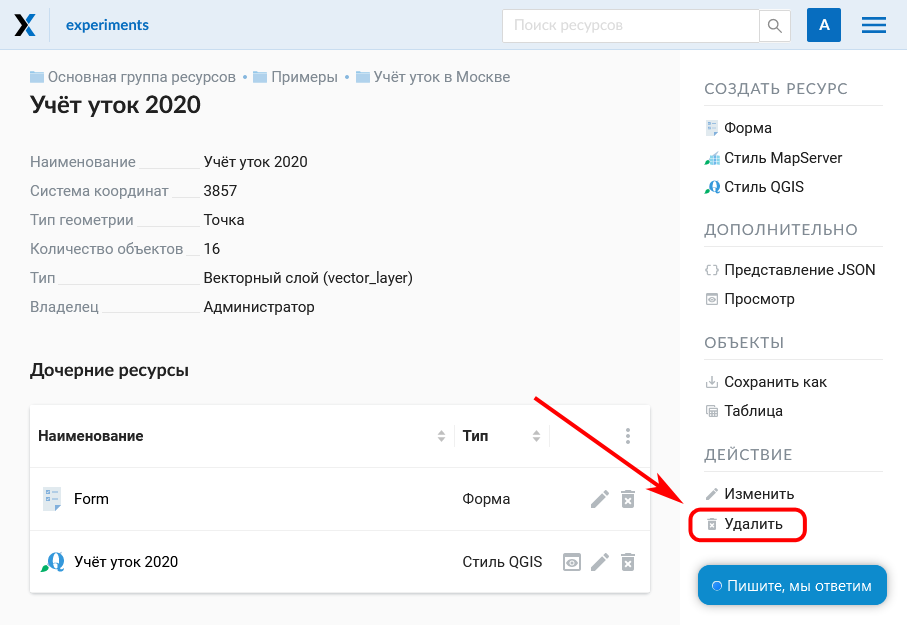 experiments
Поиск ресурсов
A
Основная группа ресурсов • Примеры • Учёт уток в Москве
Учёт уток 2020
Наименование Учёт уток 2020
Система координат 3857
Тип геометрии Точка
Количество объектов 16
Тип Векторный слой (vector_layer)
Владелец Администратор
Дочерние ресурсы
Наименование Тип
Form Форма
Учёт уток 2020 Стиль QGIS
СОЗДАТЬ РЕСУРС
Форма
Стиль MapServer
Стиль QGIS
ДОПОЛНИТЕЛЬНО
Представление JSON
Просмотр
ОБЪЕКТЫ
Сохранить как
Таблица
ДЕЙСТВИЕ
Изменить
Удалить
Пишите, мы ответим